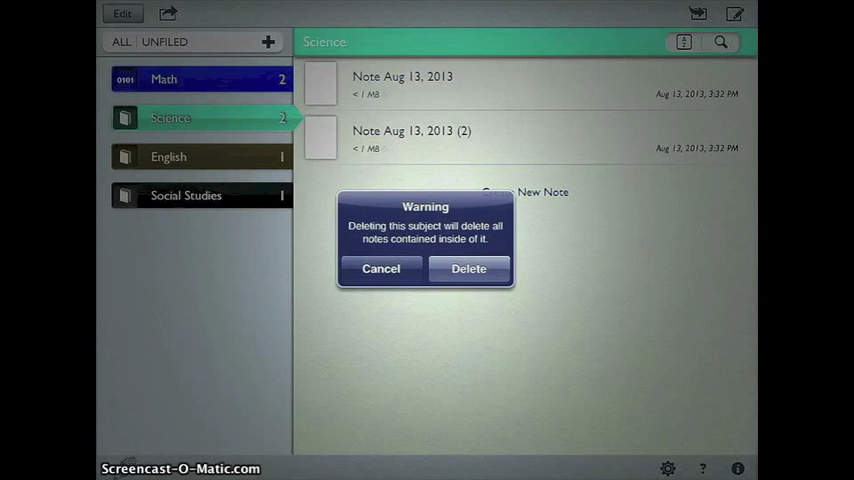 Edit
ALL | UNFILED +
Science
0101 Math 2
Science 2
English 1
Social Studies 1
Note Aug 13, 2013
< 1 MB
Aug 13, 2013, 3:32 PM
Note Aug 13, 2013 (2)
< 1 MB
Aug 13, 2013, 3:32 PM
New Note
Warning
Deleting this subject will delete all
notes contained inside of it.
Cancel Delete
Screencast-O-Matic.com
?